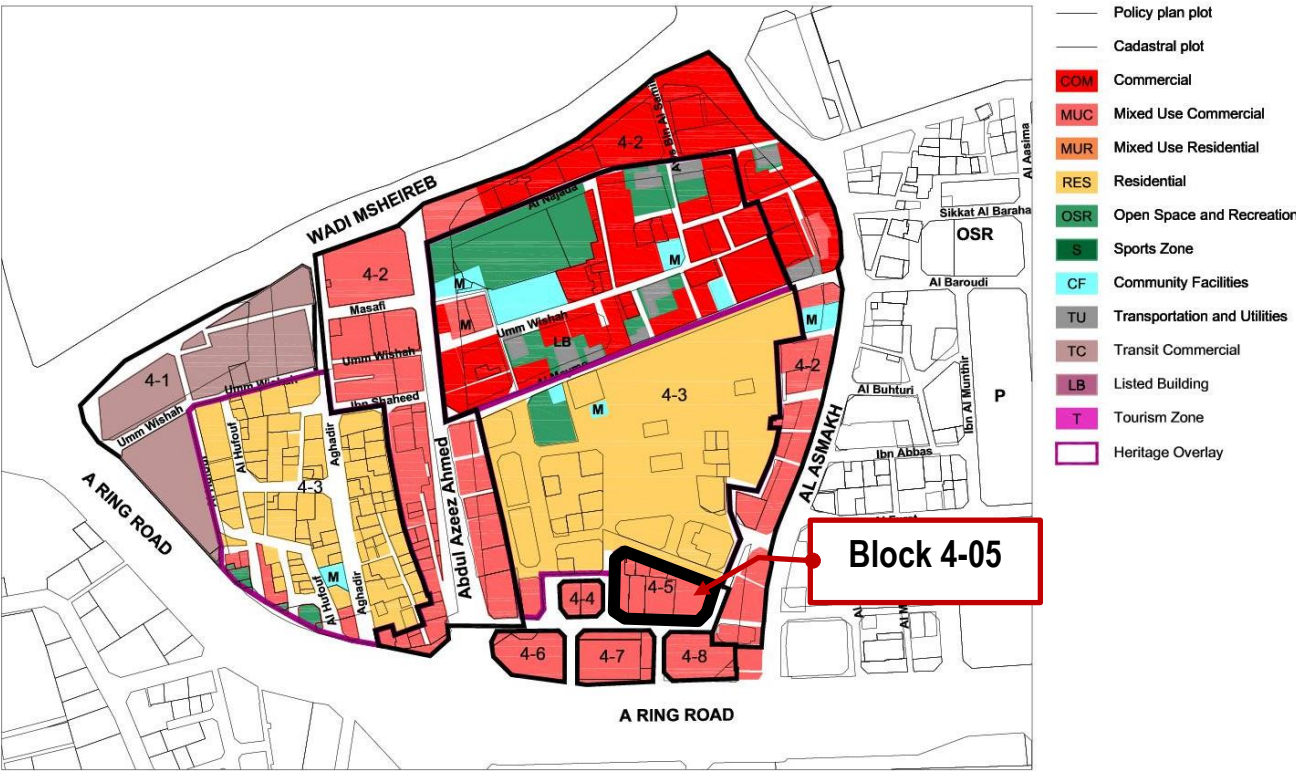 Policy plan plot
Cadastral plot
COM Commercial
MUC Mixed Use Commercial
MUR Mixed Use Residential
RES Residential
OSR Open Space and Recreation
S Sports Zone
CF Community Facilities
TU Transportation and Utilities
TC Transit Commercial
LB Listed Building
T Tourism Zone
Heritage Overlay
WADI MSHEIREB
4-2
Al Najada
Al Aasima
Sikkat Al Baraha
OSR
Al Baroudi
4-2
Masafi
M
M
M
Umm Wishah
LB
M
Umm Wishah
Ibn Shaheed
4-1
Umm Wishah
Umm Wishah
4-3
4-2
Al Buhturi
Ibn Al Munthir
P
M
Al Hufouf
Aghadir
4-3
Abdul Azeez Ahmed
AL ASMAKH
Ibn Abbas
A RING ROAD
Block 4-05
M
Al Hufouf
Aghadir
4-4
4-5
4-6
4-7
4-8
A RING ROAD